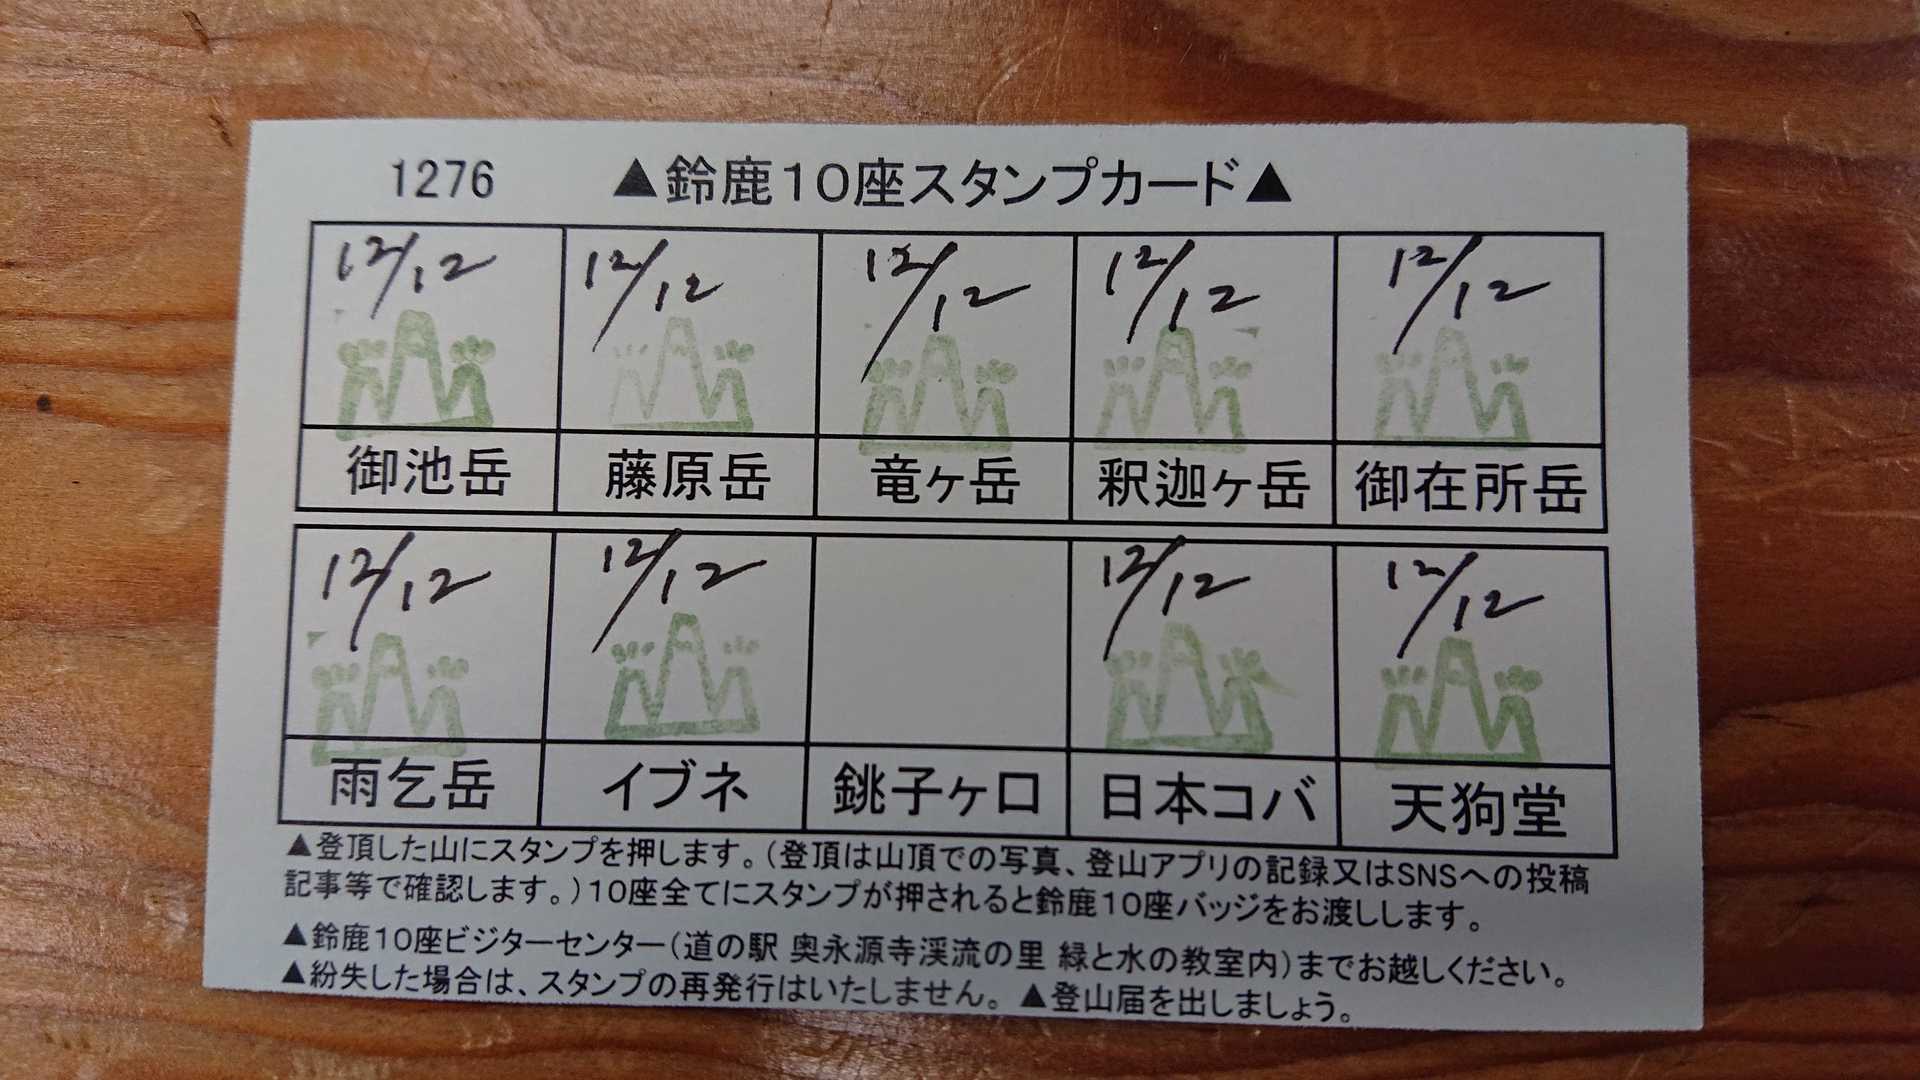 1276 ▲鈴鹿10座スタンプカード▲
12/12 12/12 12/12 12/12 12/12
御池岳 藤原岳 竜ヶ岳 釈迦ヶ岳 御在所岳
12/12 12/12 12/12 12/12
雨乞岳 イブネ 銚子ヶ口 日本コバ 天狗堂
▲登頂した山にスタンプを押します。(登頂は山頂での写真、登山アプリの記録又はSNSへの投稿
記事等で確認します。)10座全てにスタンプが押されると鈴鹿10座バッジをお渡しします。
▲鈴鹿10座ビジターセンター(道の駅 奥永源寺渓流の里 緑と水の教室内)までお越しください。
▲紛失した場合は、スタンプの再発行はいたしません。 ▲登山届を出しましょう。